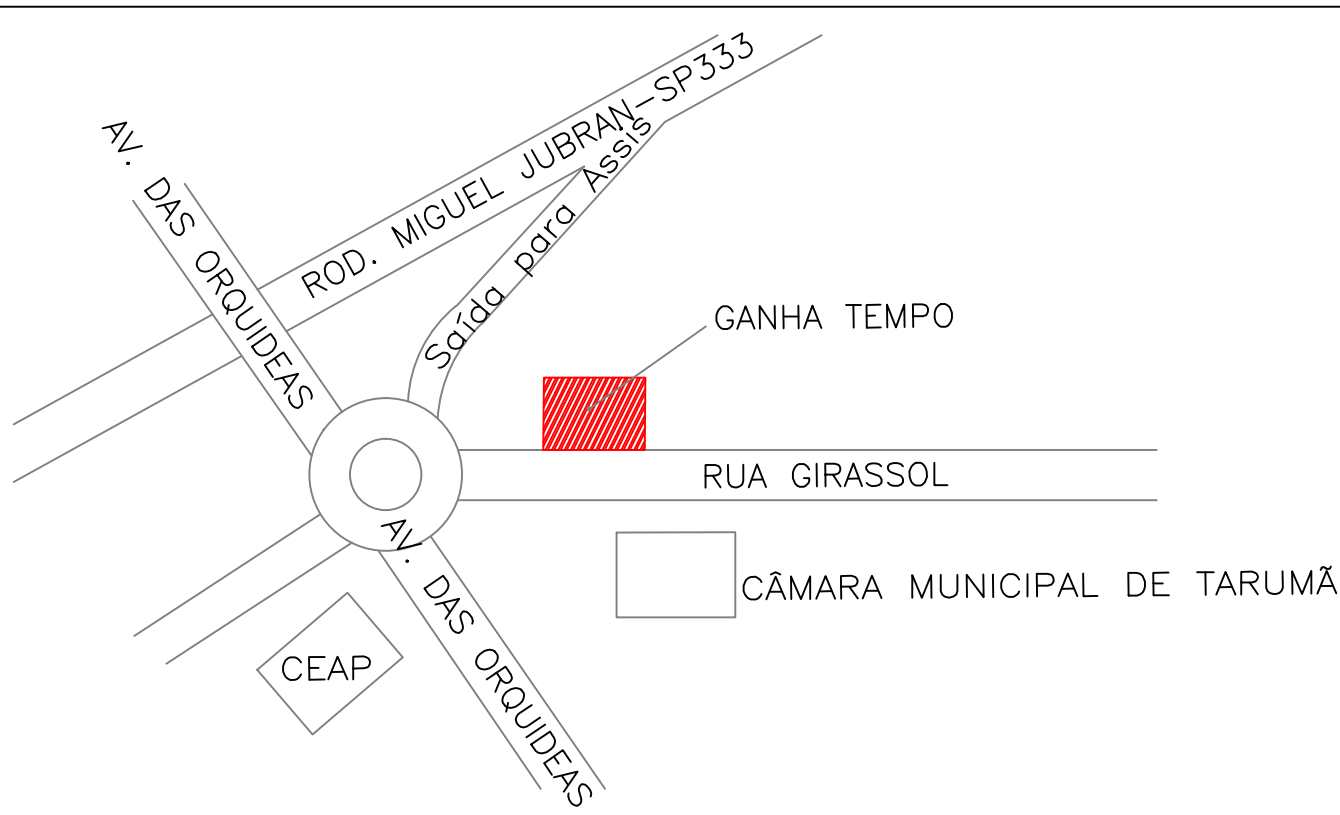 ROD. MIGUEL JUBRAN-SP333
AV. DAS ORQUIDEAS
Saída para Assis
GANHA TEMPO
RUA GIRASSOL
AV. DAS ORQUIDEAS
CÂMARA MUNICIPAL DE TARUMÃ
CEAP